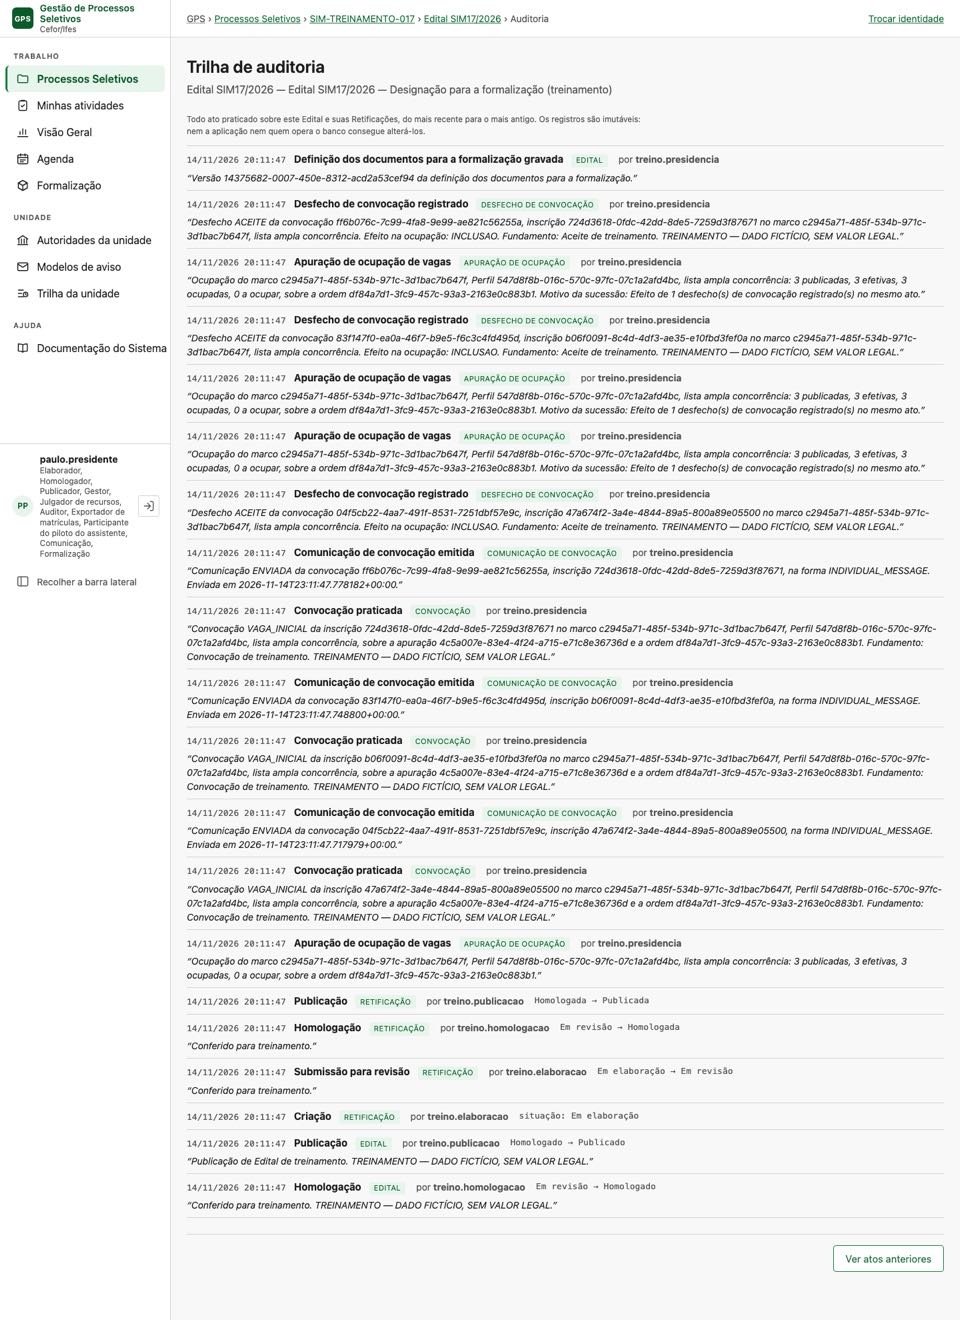 GPS
Gestão de Processos
Seletivos
Cefor/Ifes
GPS › Processos Seletivos › SIM-TREINAMENTO-017 › Edital SIM17/2026 › Auditoria
Trocar identidade
TRABALHO
Processos Seletivos
Minhas atividades
Visão Geral
Agenda
Formalização
UNIDADE
Autoridades da unidade
Modelos de aviso
Trilha da unidade
AJUDA
Documentação do Sistema
PP
paulo.presidente
Elaborador,
Homologador,
Publicador, Gestor,
Julgador de recursos,
Auditor, Exportador de
matrículas, Participante
do piloto do assistente,
Comunicação,
Formalização
Recolher a barra lateral
Trilha de auditoria
Edital SIM17/2026 — Edital SIM17/2026 — Designação para a formalização (treinamento)
Todo ato praticado sobre este Edital e suas Retificações, do mais recente para o mais antigo. Os registros são imutáveis:
nem a aplicação nem quem opera o banco consegue alterá-los.
14/11/2026 20:11:47 Definição dos documentos para a formalização gravada EDITAL por treino.presidencia
“Versão 14375682-0007-450e-8312-acd2a53cef94 da definição dos documentos para a formalização.”
14/11/2026 20:11:47 Desfecho de convocação registrado DESFECHO DE CONVOCAÇÃO por treino.presidencia
“Desfecho ACEITE da convocação ff6b076c-7c99-4fa8-9e99-ae821c56255a, inscrição 724d3618-0fdc-42dd-8de5-7259d3f87671 no marco c2945a71-485f-534b-971c-
3d1bac7b647f, lista ampla concorrência. Efeito na ocupação: INCLUSAO. Fundamento: Aceite de treinamento. TREINAMENTO — DADO FICTÍCIO, SEM VALOR LEGAL.”
14/11/2026 20:11:47 Apuração de ocupação de vagas APURAÇÃO DE OCUPAÇÃO por treino.presidencia
“Ocupação do marco c2945a71-485f-534b-971c-3d1bac7b647f, Perfil 547d8f8b-016c-570c-97fc-07c1a2afd4bc, lista ampla concorrência: 3 publicadas, 3 efetivas, 3
ocupadas, 0 a ocupar, sobre a ordem df84a7d1-3fc9-457c-93a3-2163e0c883b1. Motivo da sucessão: Efeito de 1 desfecho(s) de convocação registrado(s) no mesmo ato.”
14/11/2026 20:11:47 Desfecho de convocação registrado DESFECHO DE CONVOCAÇÃO por treino.presidencia
“Desfecho ACEITE da convocação 83f147f0-ea0a-46f7-b9e5-f6c3c4fd495d, inscrição b06f0091-8c4d-4df3-ae35-e10fbd3fef0a no marco c2945a71-485f-534b-971c-
3d1bac7b647f, lista ampla concorrência. Efeito na ocupação: INCLUSAO. Fundamento: Aceite de treinamento. TREINAMENTO — DADO FICTÍCIO, SEM VALOR LEGAL.”
14/11/2026 20:11:47 Apuração de ocupação de vagas APURAÇÃO DE OCUPAÇÃO por treino.presidencia
“Ocupação do marco c2945a71-485f-534b-971c-3d1bac7b647f, Perfil 547d8f8b-016c-570c-97fc-07c1a2afd4bc, lista ampla concorrência: 3 publicadas, 3 efetivas, 3
ocupadas, 0 a ocupar, sobre a ordem df84a7d1-3fc9-457c-93a3-2163e0c883b1. Motivo da sucessão: Efeito de 1 desfecho(s) de convocação registrado(s) no mesmo ato.”
14/11/2026 20:11:47 Apuração de ocupação de vagas APURAÇÃO DE OCUPAÇÃO por treino.presidencia
“Ocupação do marco c2945a71-485f-534b-971c-3d1bac7b647f, Perfil 547d8f8b-016c-570c-97fc-07c1a2afd4bc, lista ampla concorrência: 3 publicadas, 3 efetivas, 3
ocupadas, 0 a ocupar, sobre a ordem df84a7d1-3fc9-457c-93a3-2163e0c883b1. Motivo da sucessão: Efeito de 1 desfecho(s) de convocação registrado(s) no mesmo ato.”
14/11/2026 20:11:47 Desfecho de convocação registrado DESFECHO DE CONVOCAÇÃO por treino.presidencia
“Desfecho ACEITE da convocação 04f5cb22-4aa7-491f-8531-7251dbf57e9c, inscrição 47a674f2-3a4e-4844-89a5-800a89e05500 no marco c2945a71-485f-534b-971c-
3d1bac7b647f, lista ampla concorrência. Efeito na ocupação: INCLUSAO. Fundamento: Aceite de treinamento. TREINAMENTO — DADO FICTÍCIO, SEM VALOR LEGAL.”
14/11/2026 20:11:47 Comunicação de convocação emitida COMUNICAÇÃO DE CONVOCAÇÃO por treino.presidencia
“Comunicação ENVIADA da convocação ff6b076c-7c99-4fa8-9e99-ae821c56255a, inscrição 724d3618-0fdc-42dd-8de5-7259d3f87671, na forma INDIVIDUAL_MESSAGE.
Enviada em 2026-11-14T23:11:47.778182+00:00.”
14/11/2026 20:11:47 Convocação praticada CONVOCAÇÃO por treino.presidencia
“Convocação VAGA_INICIAL da inscrição 724d3618-0fdc-42dd-8de5-7259d3f87671 no marco c2945a71-485f-534b-971c-3d1bac7b647f, Perfil 547d8f8b-016c-570c-97fc-
07c1a2afd4bc, lista ampla concorrência, sobre a apuração 4c5a007e-83e4-4f24-a715-e71c8e36736d e a ordem df84a7d1-3fc9-457c-93a3-2163e0c883b1. Fundamento:
Convocação de treinamento. TREINAMENTO — DADO FICTÍCIO, SEM VALOR LEGAL.”
14/11/2026 20:11:47 Comunicação de convocação emitida COMUNICAÇÃO DE CONVOCAÇÃO por treino.presidencia
“Comunicação ENVIADA da convocação 83f147f0-ea0a-46f7-b9e5-f6c3c4fd495d, inscrição b06f0091-8c4d-4df3-ae35-e10fbd3fef0a, na forma INDIVIDUAL_MESSAGE.
Enviada em 2026-11-14T23:11:47.748800+00:00.”
14/11/2026 20:11:47 Convocação praticada CONVOCAÇÃO por treino.presidencia
“Convocação VAGA_INICIAL da inscrição b06f0091-8c4d-4df3-ae35-e10fbd3fef0a no marco c2945a71-485f-534b-971c-3d1bac7b647f, Perfil 547d8f8b-016c-570c-97fc-
07c1a2afd4bc, lista ampla concorrência, sobre a apuração 4c5a007e-83e4-4f24-a715-e71c8e36736d e a ordem df84a7d1-3fc9-457c-93a3-2163e0c883b1. Fundamento:
Convocação de treinamento. TREINAMENTO — DADO FICTÍCIO, SEM VALOR LEGAL.”
14/11/2026 20:11:47 Comunicação de convocação emitida COMUNICAÇÃO DE CONVOCAÇÃO por treino.presidencia
“Comunicação ENVIADA da convocação 04f5cb22-4aa7-491f-8531-7251dbf57e9c, inscrição 47a674f2-3a4e-4844-89a5-800a89e05500, na forma INDIVIDUAL_MESSAGE.
Enviada em 2026-11-14T23:11:47.717979+00:00.”
14/11/2026 20:11:47 Convocação praticada CONVOCAÇÃO por treino.presidencia
“Convocação VAGA_INICIAL da inscrição 47a674f2-3a4e-4844-89a5-800a89e05500 no marco c2945a71-485f-534b-971c-3d1bac7b647f, Perfil 547d8f8b-016c-570c-97fc-
07c1a2afd4bc, lista ampla concorrência, sobre a apuração 4c5a007e-83e4-4f24-a715-e71c8e36736d e a ordem df84a7d1-3fc9-457c-93a3-2163e0c883b1. Fundamento:
Convocação de treinamento. TREINAMENTO — DADO FICTÍCIO, SEM VALOR LEGAL.”
14/11/2026 20:11:47 Apuração de ocupação de vagas APURAÇÃO DE OCUPAÇÃO por treino.presidencia
“Ocupação do marco c2945a71-485f-534b-971c-3d1bac7b647f, Perfil 547d8f8b-016c-570c-97fc-07c1a2afd4bc, lista ampla concorrência: 3 publicadas, 3 efetivas, 3
ocupadas, 0 a ocupar, sobre a ordem df84a7d1-3fc9-457c-93a3-2163e0c883b1.”
14/11/2026 20:11:47 Publicação RETIFICAÇÃO por treino.publicacao Homologada → Publicada
14/11/2026 20:11:47 Homologação RETIFICAÇÃO por treino.homologacao Em revisão → Homologada
“Conferido para treinamento.”
14/11/2026 20:11:47 Submissão para revisão RETIFICAÇÃO por treino.elaboracao Em elaboração → Em revisão
“Conferido para treinamento.”
14/11/2026 20:11:47 Criação RETIFICAÇÃO por treino.elaboracao situação: Em elaboração
14/11/2026 20:11:47 Publicação EDITAL por treino.publicacao Homologado → Publicado
“Publicação de Edital de treinamento. TREINAMENTO — DADO FICTÍCIO, SEM VALOR LEGAL.”
14/11/2026 20:11:47 Homologação EDITAL por treino.homologacao Em revisão → Homologado
“Conferido para treinamento. TREINAMENTO — DADO FICTÍCIO, SEM VALOR LEGAL.”
Ver atos anteriores